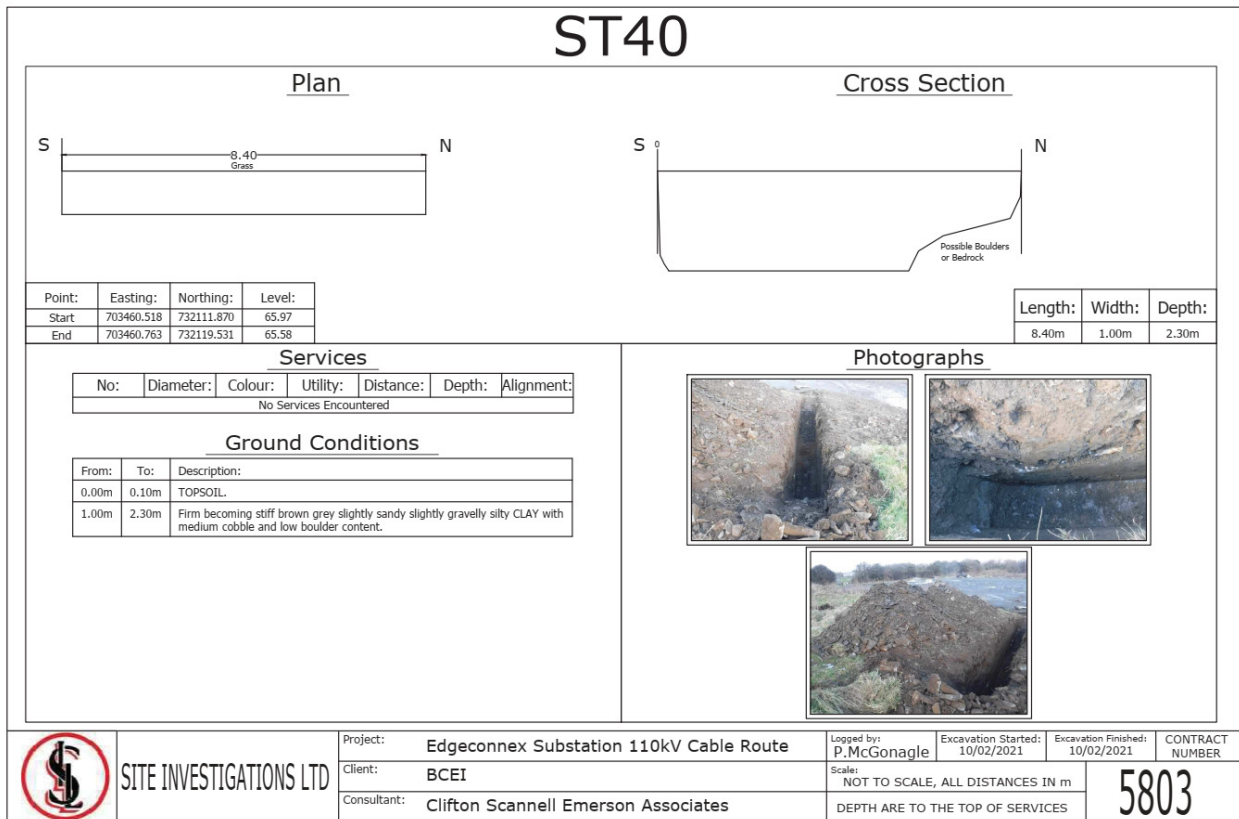 ST40
Plan
S
8.40
Grass
N
Cross Section
S
0
N
Possible Boulders
or Bedrock
Point: Easting: Northing: Level:
Start 703460.518 732111.870 65.97
End 703460.763 732119.531 65.58
Length: Width: Depth:
8.40m 1.00m 2.30m
Services
No: Diameter: Colour: Utility: Distance: Depth: Alignment:
No Services Encountered
Ground Conditions
From: To: Description:
0.00m 0.10m TOPSOIL.
1.00m 2.30m Firm becoming stiff brown grey slightly sandy slightly gravelly silty CLAY with
medium cobble and low boulder content.
Photographs
SITE INVESTIGATIONS LTD
Project: Edgeconnex Substation 110kV Cable Route
Client: BCEI
Consultant: Clifton Scannell Emerson Associates
Logged by:
P.McGonagle
Excavation Started:
10/02/2021
Excavation Finished:
10/02/2021
Scale:
NOT TO SCALE, ALL DISTANCES IN m
DEPTH ARE TO THE TOP OF SERVICES
CONTRACT
NUMBER
5803